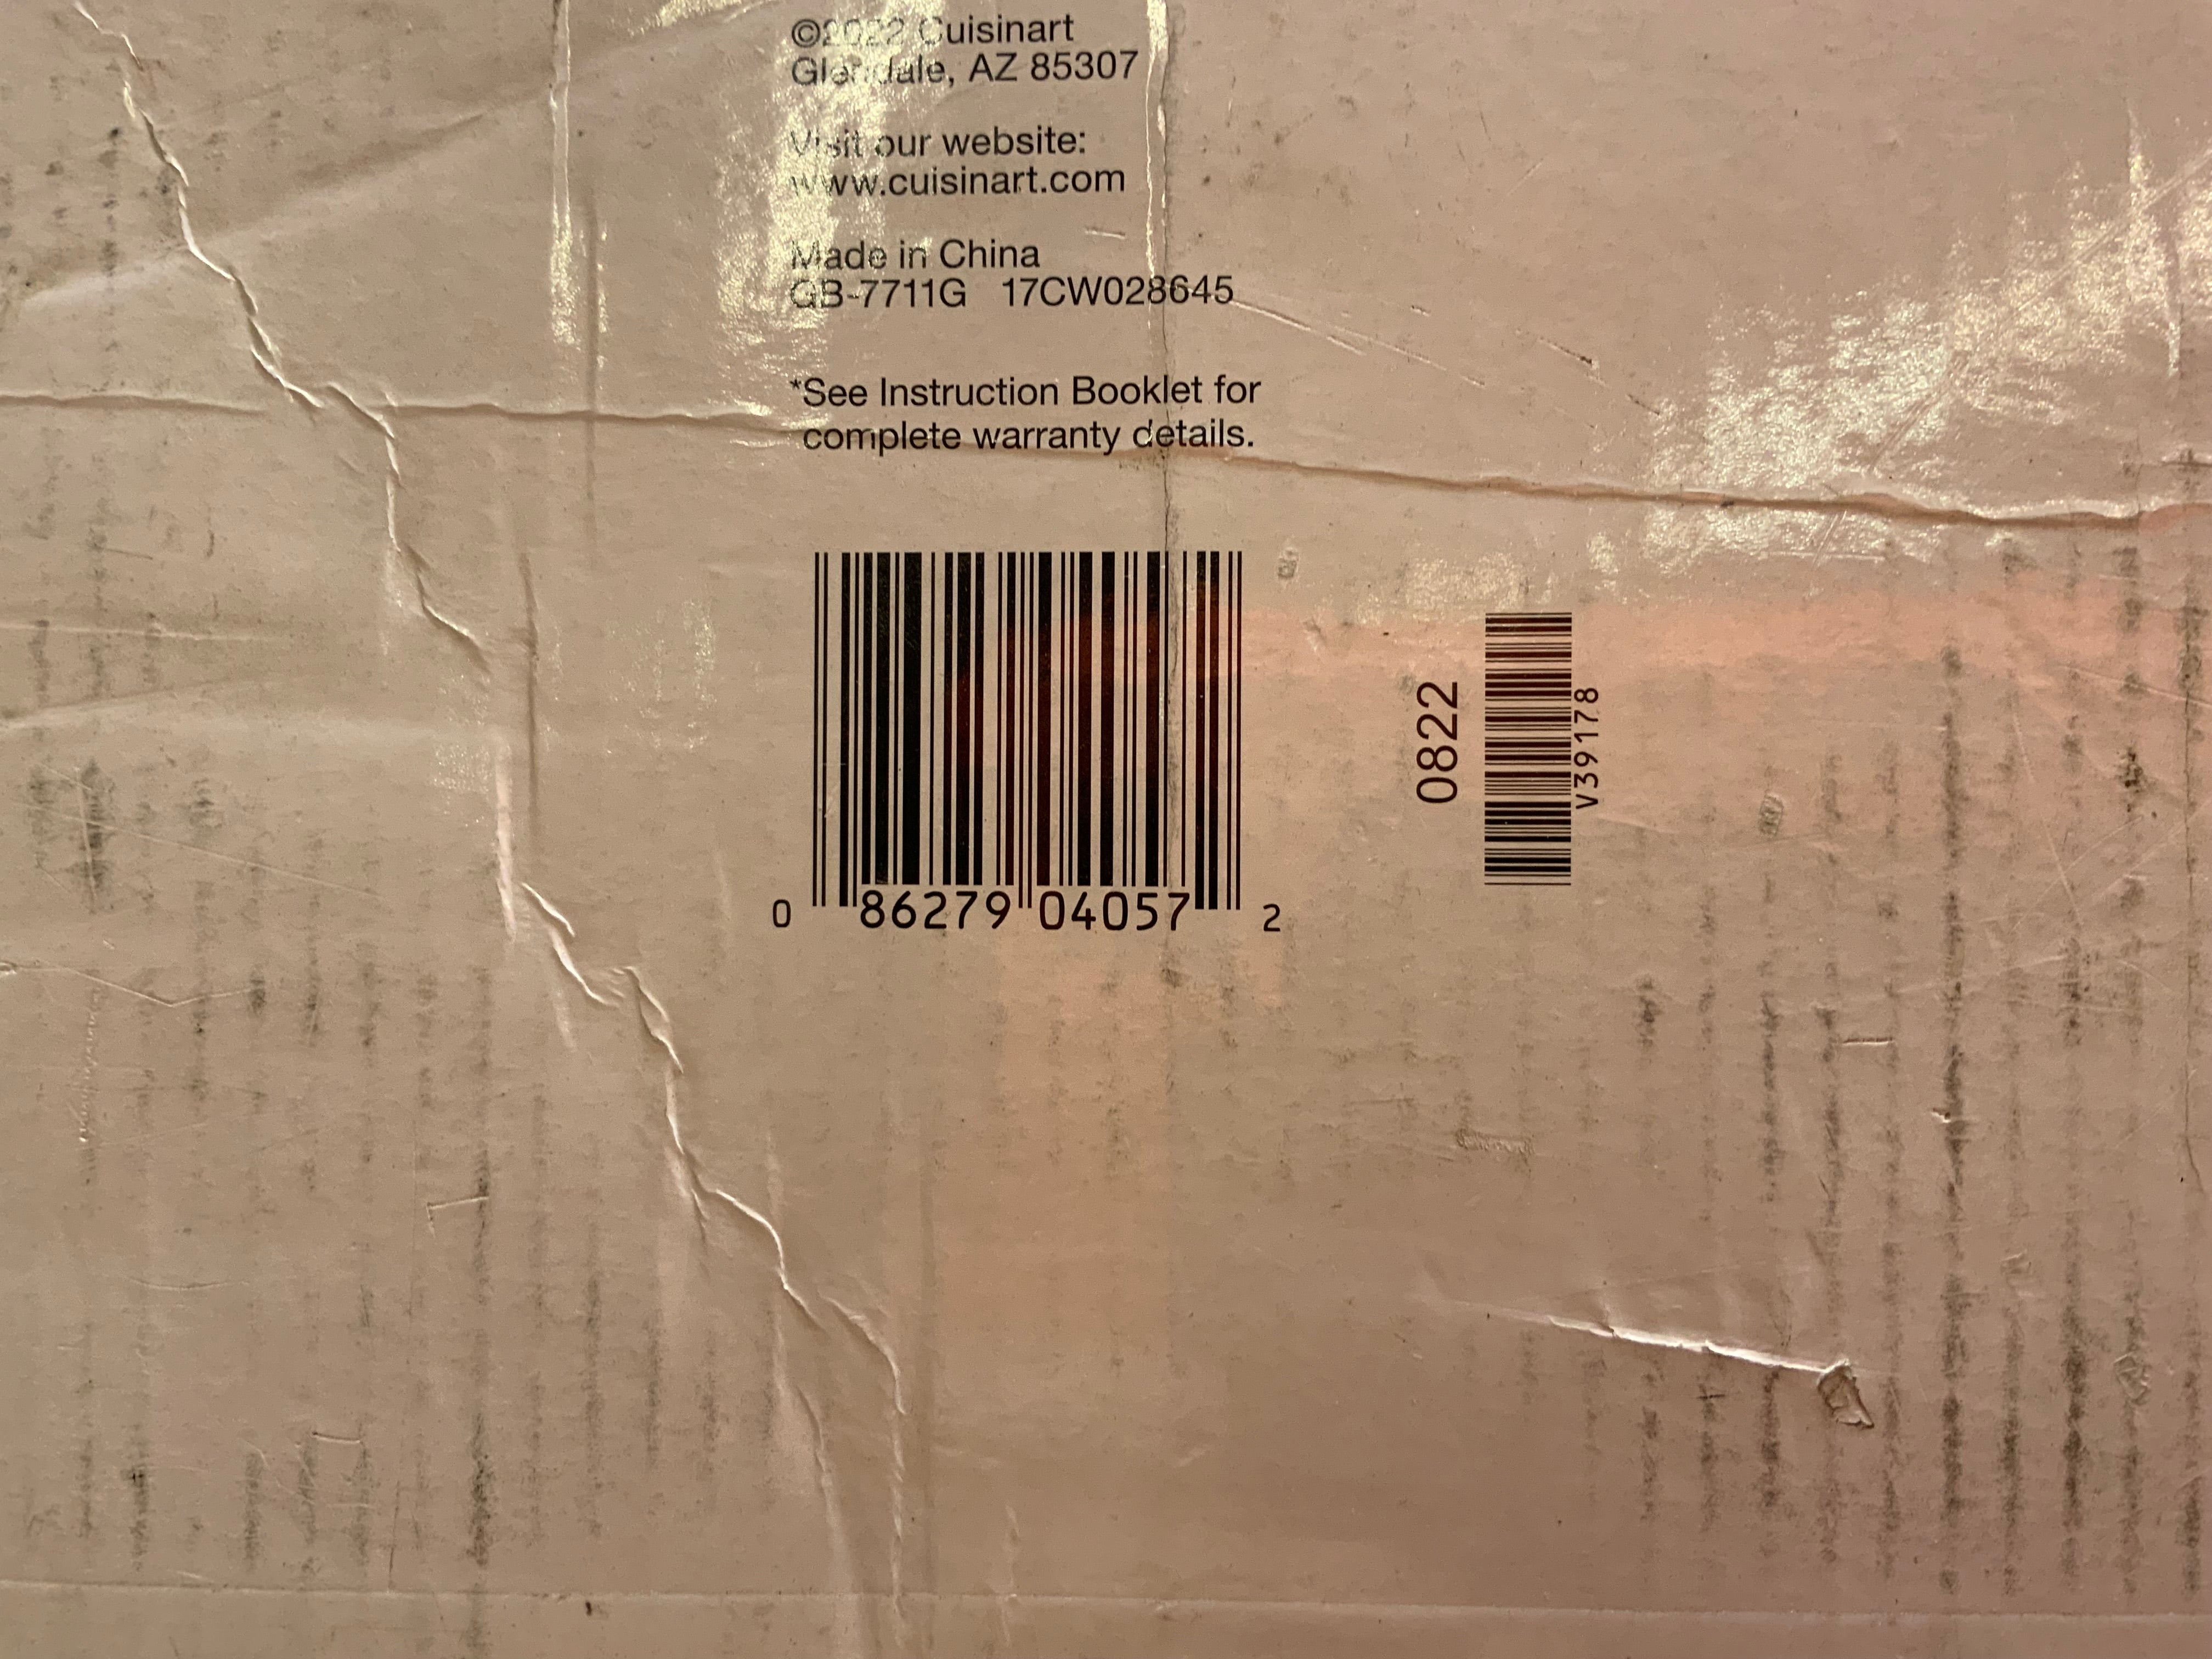 ©2022 Cuisinart
Glendale, AZ 85307
Visit our website:
www.cuisinart.com
Made in China
GB-7711G 17CW028645
*See Instruction Booklet for
complete warranty details.
0 86279 04057 2
0822
V39178